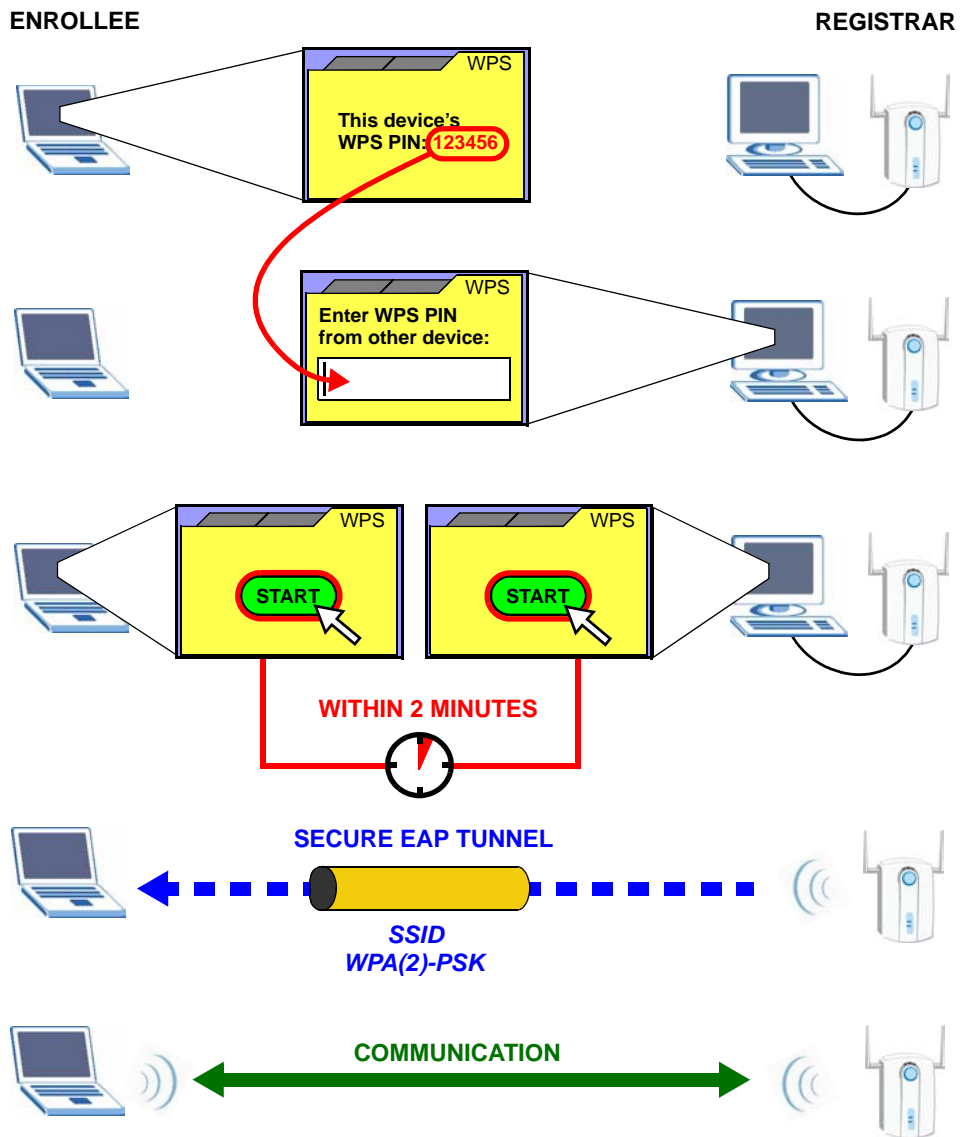 ENROLLEE
REGISTRAR
WPS
This device's
WPS PIN: 123456
WPS
Enter WPS PIN
from other device:
WPS
WPS
START
START
WITHIN 2 MINUTES
SECURE EAP TUNNEL
SSID
WPA(2)-PSK
COMMUNICATION